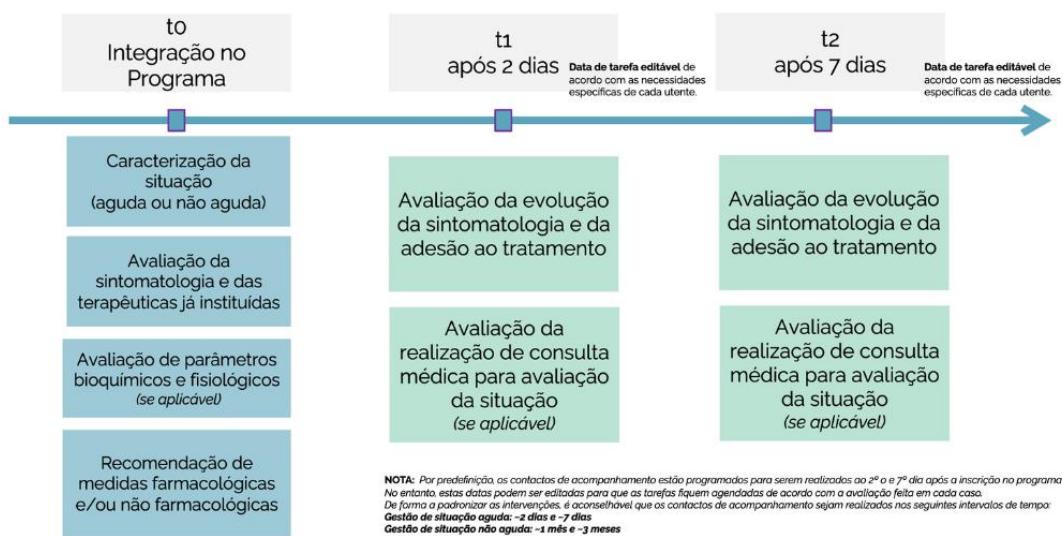 t0
Integração no
Programa
t1
após 2 dias
Data de tarefa editável de
acordo com as necessidades
específicas de cada utente.
t2
após 7 dias
Data de tarefa editável de
acordo com as necessidades
específicas de cada utente.
Caracterização da
situação
(aguda ou não aguda)
Avaliação da
sintomatologia e das
terapêuticas já instituídas
Avaliação de parâmetros
bioquímicos e fisiológicos
(se aplicável)
Recomendação de
medidas farmacológicas
e/ou não farmacológicas
Avaliação da evolução
da sintomatologia e da
adesão ao tratamento
Avaliação da
realização de consulta
médica para avaliação
da situação
(se aplicável)
Avaliação da evolução
da sintomatologia e da
adesão ao tratamento
Avaliação da
realização de consulta
médica para avaliação
da situação
(se aplicável)
NOTA: Por predefinição, os contactos de acompanhamento estão programados para serem realizados ao 2º o e 7º dia após a inscrição no programa
No entanto, estas datas podem ser editadas para que as tarefas fiquem agendadas de acordo com a avaliação feita em cada caso.
De forma a padronizar as intervenções, é aconselhável que os contactos de acompanhamento sejam realizados nos seguintes intervalos de tempo:
Gestão de situação aguda: ~2 dias e ~7 dias
Gestão de situação não aguda: ~1 mês e ~3 meses